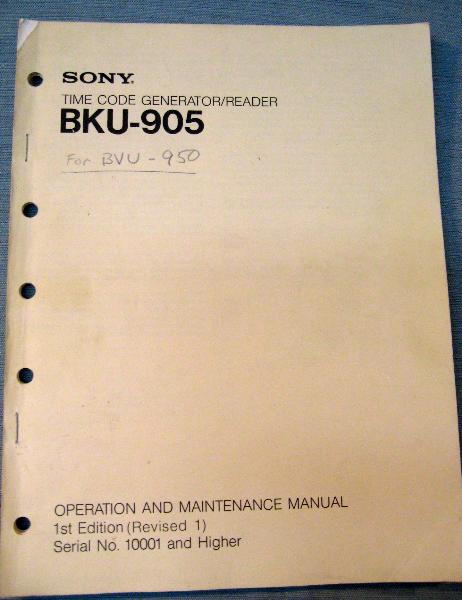 SONY.
TIME CODE GENERATOR/READER
BKU-905
For BVU-950
OPERATION AND MAINTENANCE MANUAL
1st Edition (Revised 1)
Serial No. 10001 and Higher